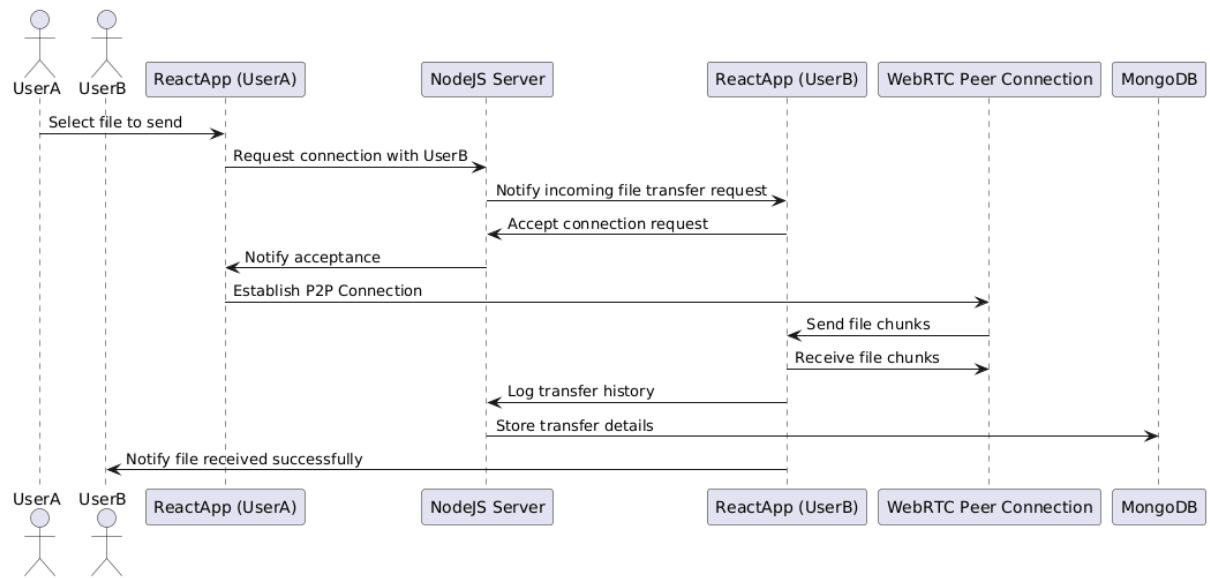 UserA
UserB
ReactApp (UserA)
NodeJS Server
ReactApp (UserB)
WebRTC Peer Connection
MongoDB
Select file to send
Request connection with UserB
Notify incoming file transfer request
Accept connection request
Notify acceptance
Establish P2P Connection
Send file chunks
Receive file chunks
Log transfer history
Store transfer details
Notify file received successfully
UserA
UserB
ReactApp (UserA)
NodeJS Server
ReactApp (UserB)
WebRTC Peer Connection
MongoDB